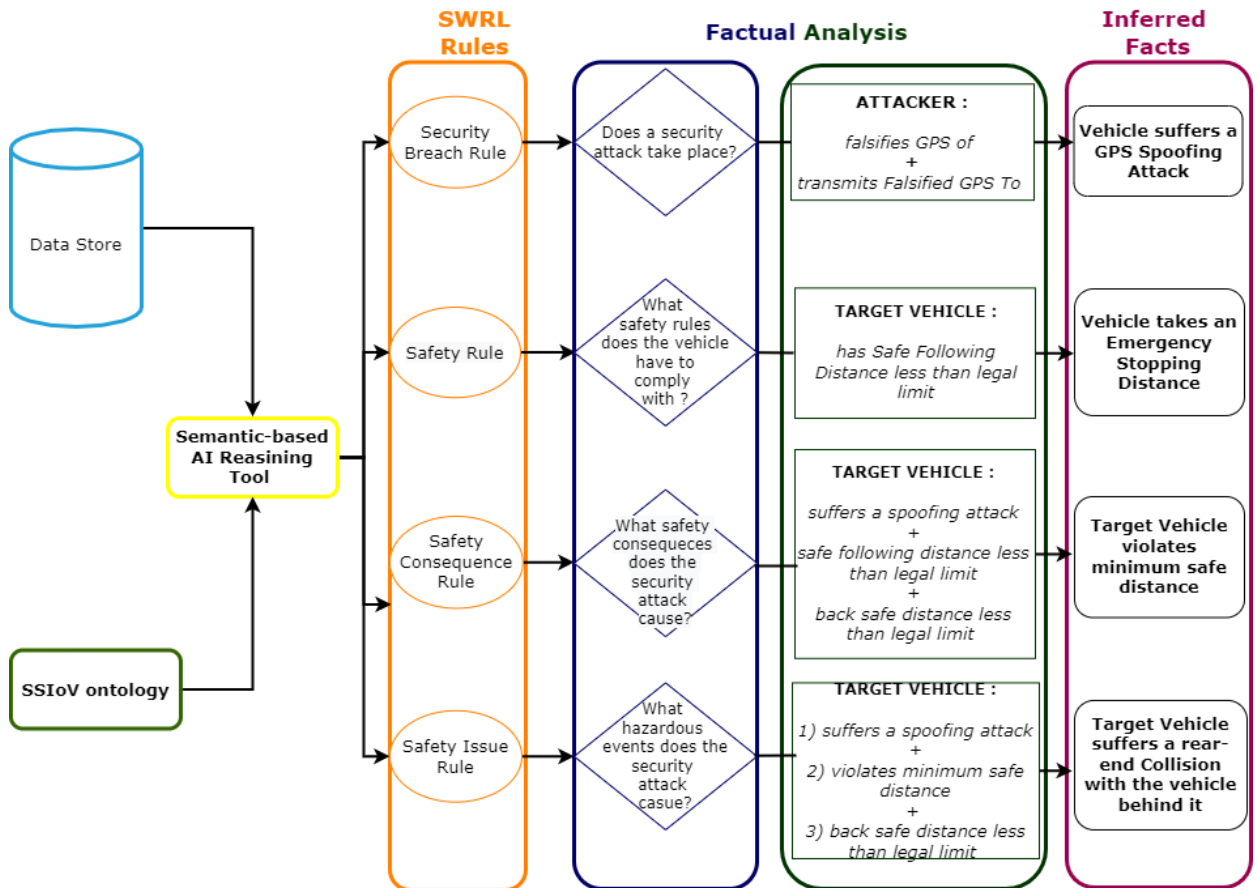 SWRL
Rules
Factual Analysis
Inferred
Facts
Data Store
SSIoV ontology
Semantic-based
AI Reasining
Tool
Security
Breach Rule
Does a security
attack take place?
ATTACKER :
falsifies GPS of
+
transmits Falsified GPS To
Vehicle suffers a
GPS Spoofing
Attack
Safety Rule
What
safety rules
does the vehicle
have to
comply
with ?
TARGET VEHICLE :
has Safe Following
Distance less than legal
limit
Vehicle takes an
Emergency
Stopping
Distance
Safety
Consequence
Rule
What safety
consequeces
does the
security
attack
cause?
TARGET VEHICLE :
suffers a spoofing attack
+
safe following distance less
than legal limit
+
back safe distance less
than legal limit
Target Vehicle
violates
minimum safe
distance
Safety Issue
Rule
What
hazardous
events does the
security
attack
casue?
TARGET VEHICLE :
1) suffers a spoofing attack
+
2) violates minimum safe
distance
+
3) back safe distance less
than legal limit
Target Vehicle
suffers a rear-
end Collision
with the vehicle
behind it